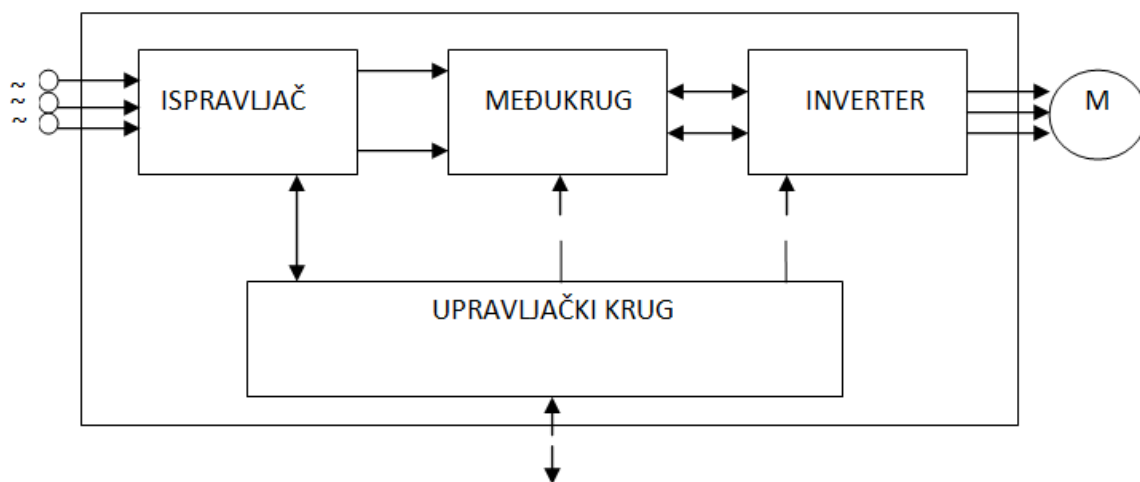 ~
~
~
ISPRAVLJAČ
MEĐUKRUG
INVERTER
M
UPRAVLJAČKI KRUG